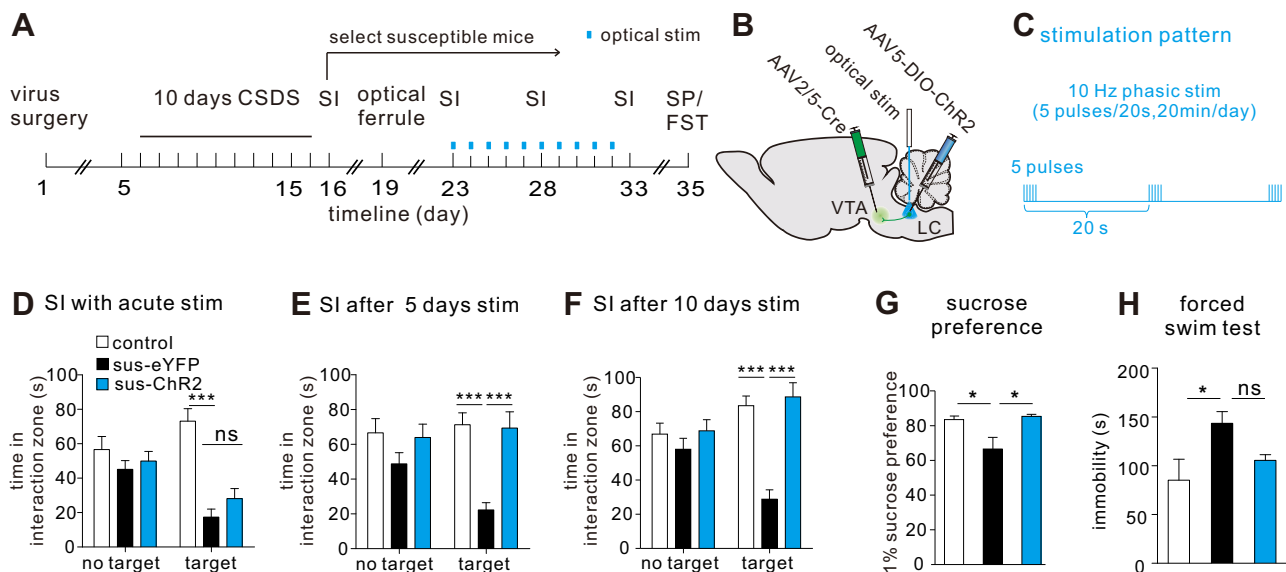 A
select susceptible mice
optical stim
virus surgery
10 days CSDS
SI
optical ferrule
SI
SI
SI
SP/
FST
1
5
15
16
19
23
28
33
35
timeline (day)
B
AAV2/5-Cre
optical stim
AAV5-DIO-ChR2
VTA
LC
C
stimulation pattern
10 Hz phasic stim
(5 pulses/20s,20min/day)
5 pulses
20 s
D
SI with acute stim
control
sus-eYFP
sus-ChR2
time in
interaction zone (s)
100
80
60
40
20
0
***
ns
no target
target
E
SI after 5 days stim
time in
interaction zone (s)
100
80
60
40
20
0
*** ***
no target
target
F
SI after 10 days stim
time in
interaction zone (s)
100
80
60
40
20
0
*** ***
no target
target
G
sucrose
preference
1% sucrose preference
100
80
60
40
20
0
* *
H
forced
swim test
immobility (s)
200
150
100
50
0
* ns